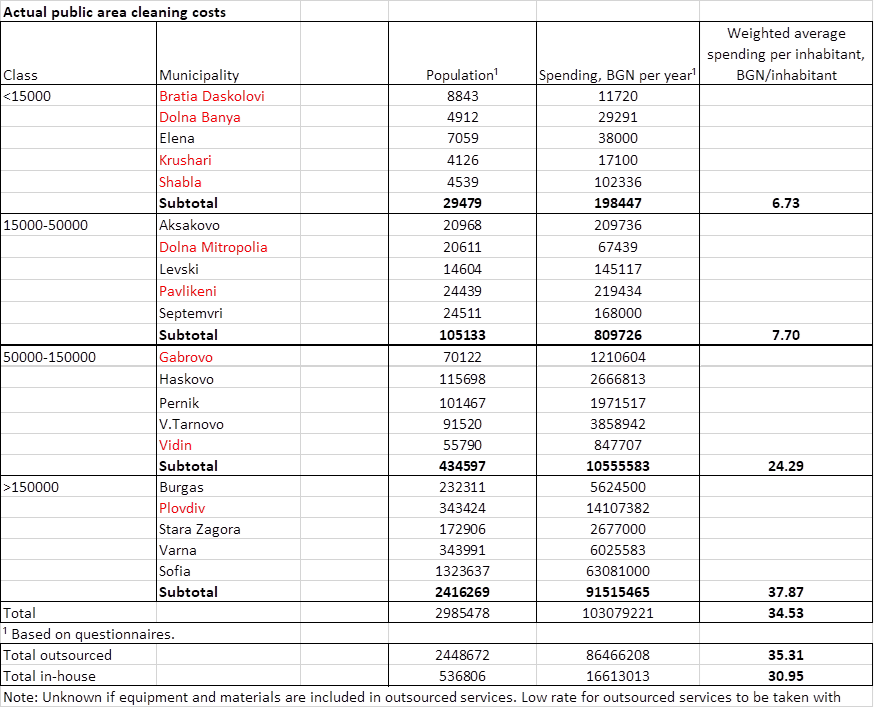 Actual public area cleaning costs
Class Municipality Population¹ Spending, BGN per year¹ Weighted average spending per inhabitant, BGN/inhabitant
<15000 Bratia Daskolovi 8843 11720
Dolna Banya 4912 29291
Elena 7059 38000
Krushari 4126 17100
Shabla 4539 102336
Subtotal 29479 198447 6.73
15000-50000 Aksakovo 20968 209736
Dolna Mitropolia 20611 67439
Levski 14604 145117
Pavlikeni 24439 219434
Septemvri 24511 168000
Subtotal 105133 809726 7.70
50000-150000 Gabrovo 70122 1210604
Haskovo 115698 2666813
Pernik 101467 1971517
V.Tarnovo 91520 3858942
Vidin 55790 847707
Subtotal 434597 10555583 24.29
>150000 Burgas 232311 5624500
Plovdiv 343424 14107382
Stara Zagora 172906 2677000
Varna 343991 6025583
Sofia 1323637 63081000
Subtotal 2416269 91515465 37.87
Total 2985478 103079221 34.53
¹ Based on questionnaires.
Total outsourced 2448672 86466208 35.31
Total in-house 536806 16613013 30.95
Note: Unknown if equipment and materials are included in outsourced services. Low rate for outsourced services to be taken with